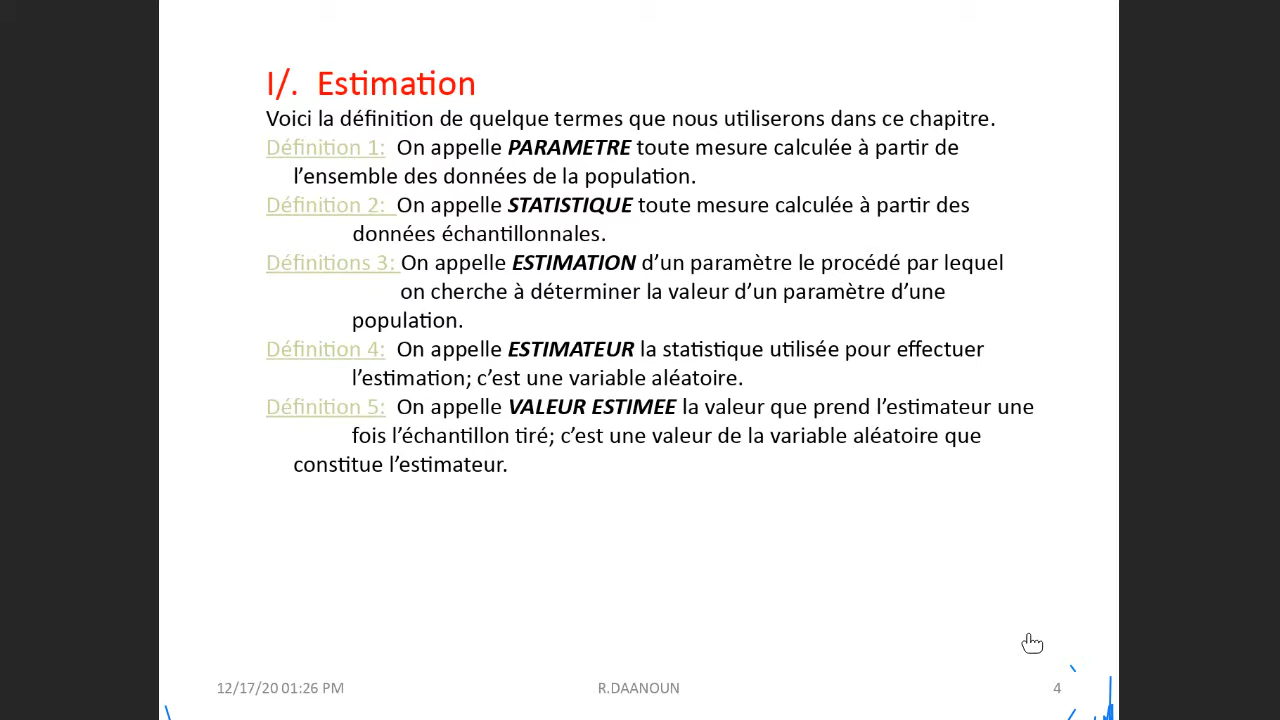 I/. Estimation
Voici la définition de quelque termes que nous utiliserons dans ce chapitre.
Définition 1: On appelle PARAMETRE toute mesure calculée à partir de
l’ensemble des données de la population.
Définition 2: On appelle STATISTIQUE toute mesure calculée à partir des
données échantillonnales.
Définitions 3: On appelle ESTIMATION d’un paramètre le procédé par lequel
on cherche à déterminer la valeur d’un paramètre d’une
population.
Définition 4: On appelle ESTIMATEUR la statistique utilisée pour effectuer
l’estimation; c’est une variable aléatoire.
Définition 5: On appelle VALEUR ESTIMEE la valeur que prend l’estimateur une
fois l’échantillon tiré; c’est une valeur de la variable aléatoire que
constitue l’estimateur.
12/17/20 01:26 PM R.DAANOUN 4